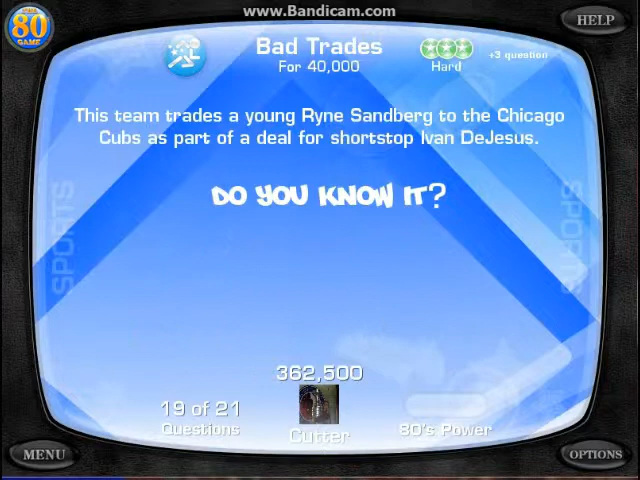 www.Bandicam.com
80
GAME
HELP
Bad Trades
For 40,000
Hard
+3 question
This team trades a young Ryne Sandberg to the Chicago
Cubs as part of a deal for shortstop Ivan DeJesus.
DO YOU KNOW IT?
SPORTS
SPORTS
362,500
19 of 21
Questions
Cutter
80's Power
MENU
OPTIONS